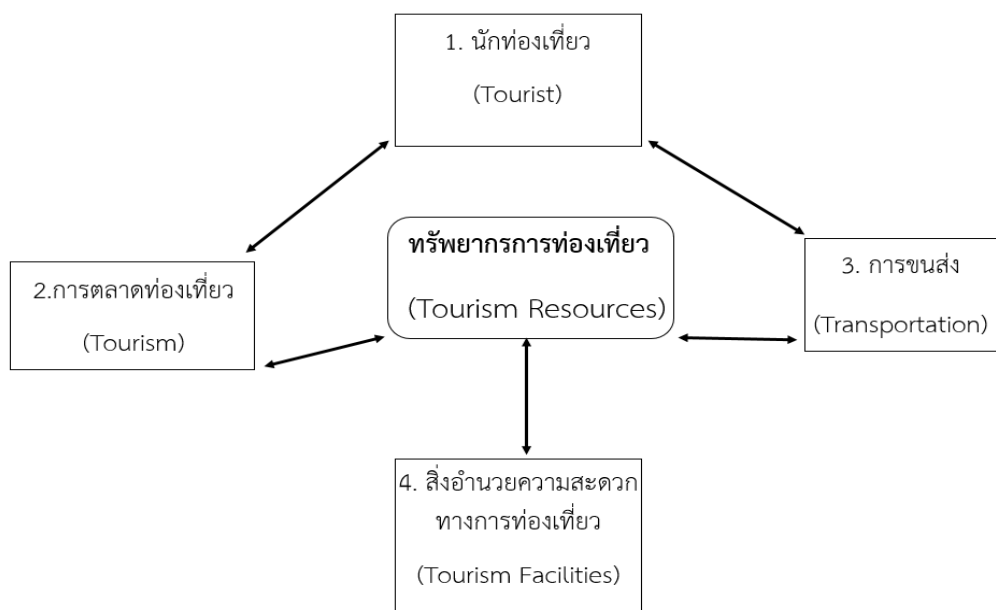 1. นักท่องเที่ยว
(Tourist)
ทรัพยากรการท่องเที่ยว
(Tourism Resources)
2.การตลาดท่องเที่ยว
(Tourism)
3. การขนส่ง
(Transportation)
4. สิ่งอำนวยความสะดวก
ทางการท่องเที่ยว
(Tourism Facilities)